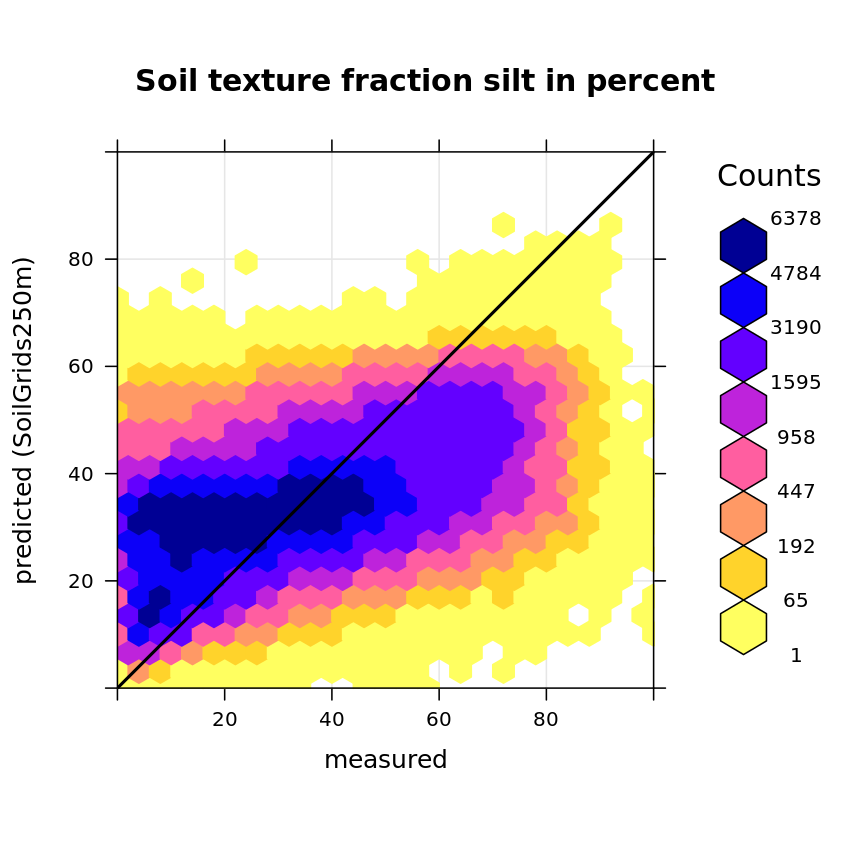 Soil texture fraction silt in percent
Counts
6378
4784
3190
1595
958
447
192
65
1
predicted (SoilGrids250m)
80
60
40
20
20 40 60 80
measured